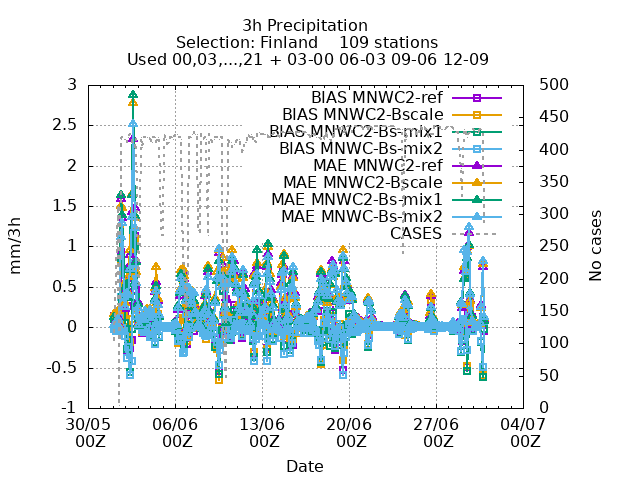 3h Precipitation
Selection: Finland    109 stations
Used 00,03,...,21 + 03-00 06-03 09-06 12-09
BIAS MNWC2-ref
BIAS MNWC2-Bscale
BIAS MNWC2-Bs-mix1
BIAS MNWC-Bs-mix2
MAE MNWC2-ref
MAE MNWC2-Bscale
MAE MNWC2-Bs-mix1
MAE MNWC-Bs-mix2
CASES
3
2.5
2
1.5
1
0.5
0
-0.5
-1
mm/3h
500
450
400
350
300
250
200
150
100
50
0
No cases
30/05 06/06 13/06 20/06 27/06 04/07
00Z 00Z 00Z 00Z 00Z 00Z
Date